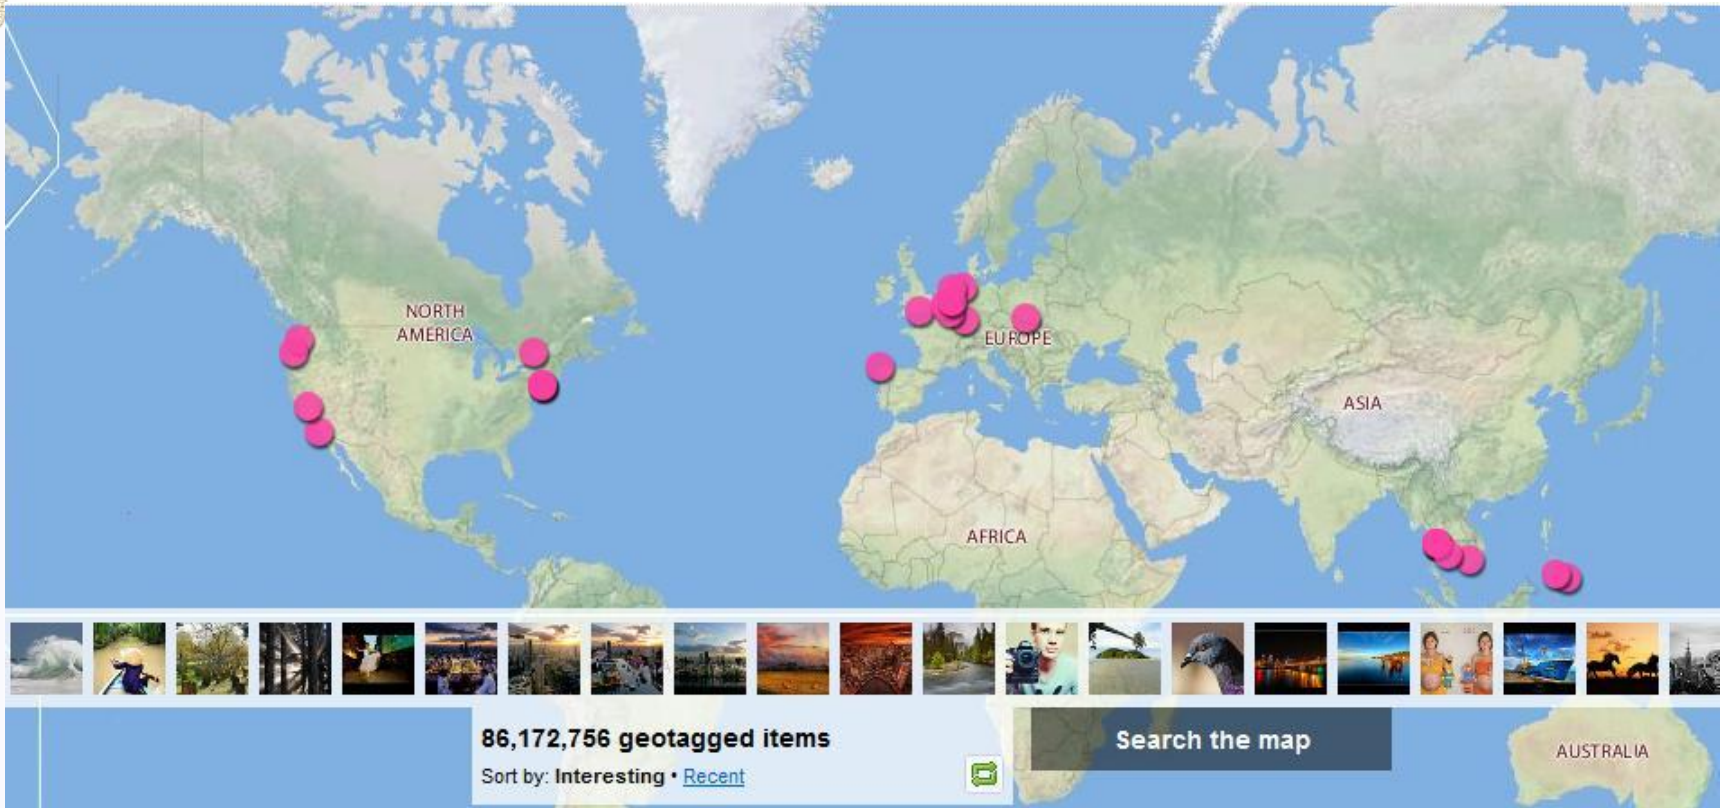 NORTH
AMERICA
EUROPE
ASIA
AFRICA
86,172,756 geotagged items
Sort by: Interesting • Recent
Search the map
AUSTRALIA